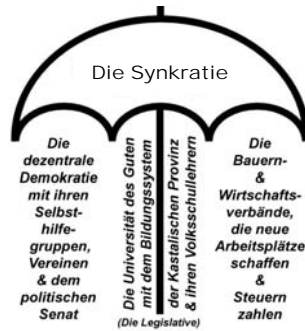 Die Synkratie
Die
dezentrale
Demokratie
mit ihren
Selbst-
hilfe-
gruppen,
Vereinen
& dem
politischen
Senat
Die Universität des Guten
mit dem Bildungssystem
der Kastalischen Provinz
& ihren Volksschullehrern
(Die Legislative)
Die
Bauern-
&
Wirtschafts-
verbände,
die neue
Arbeitsplätze
schaffen
&
Steuern
zahlen